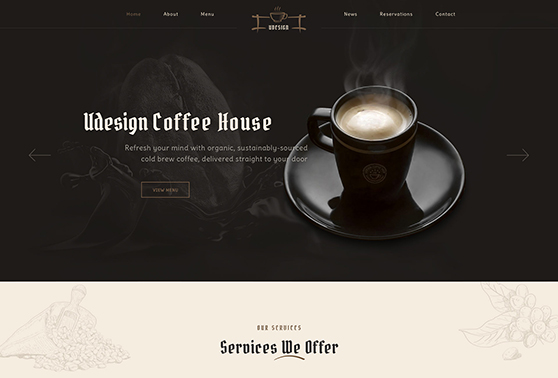 Home About Menu UDESIGN News Reservations Contact
Udesign Coffee House
Refresh your mind with organic, sustainably-sourced
cold brew coffee, delivered straight to your door
VIEW MENU
OUR SERVICES
Services We Offer